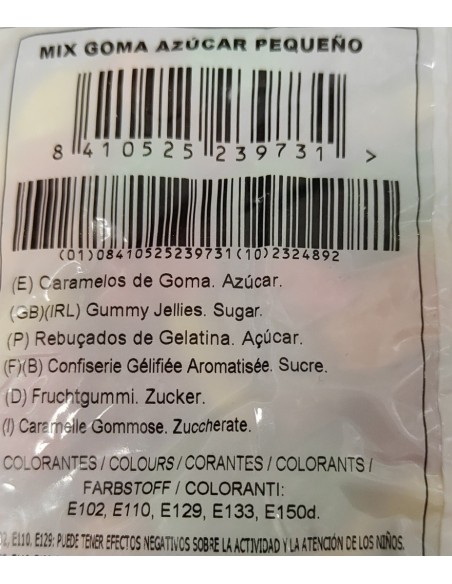 MIX GOMA AZÚCAR PEQUEÑO
8 410525 239731 >
(01)08410525239731(10)2324892
(E) Caramelos de Goma. Azúcar.
(GB)(IRL) Gummy Jellies. Sugar.
(P) Rebuçados de Gelatina. Açúcar.
(F)(B) Confiserie Gélifiée Aromatisée. Sucre.
(D) Fruchtgummi. Zucker.
(I) Caramelle Gommose. Zuccherate.
COLORANTES / COLOURS / CORANTES / COLORANTS /
FARBSTOFF / COLORANTI:
E102, E110, E129, E133, E150d.
E110, E129: PUEDE TENER EFECTOS NEGATIVOS SOBRE LA ACTIVIDAD Y LA ATENCIÓN DE LOS NIÑOS.